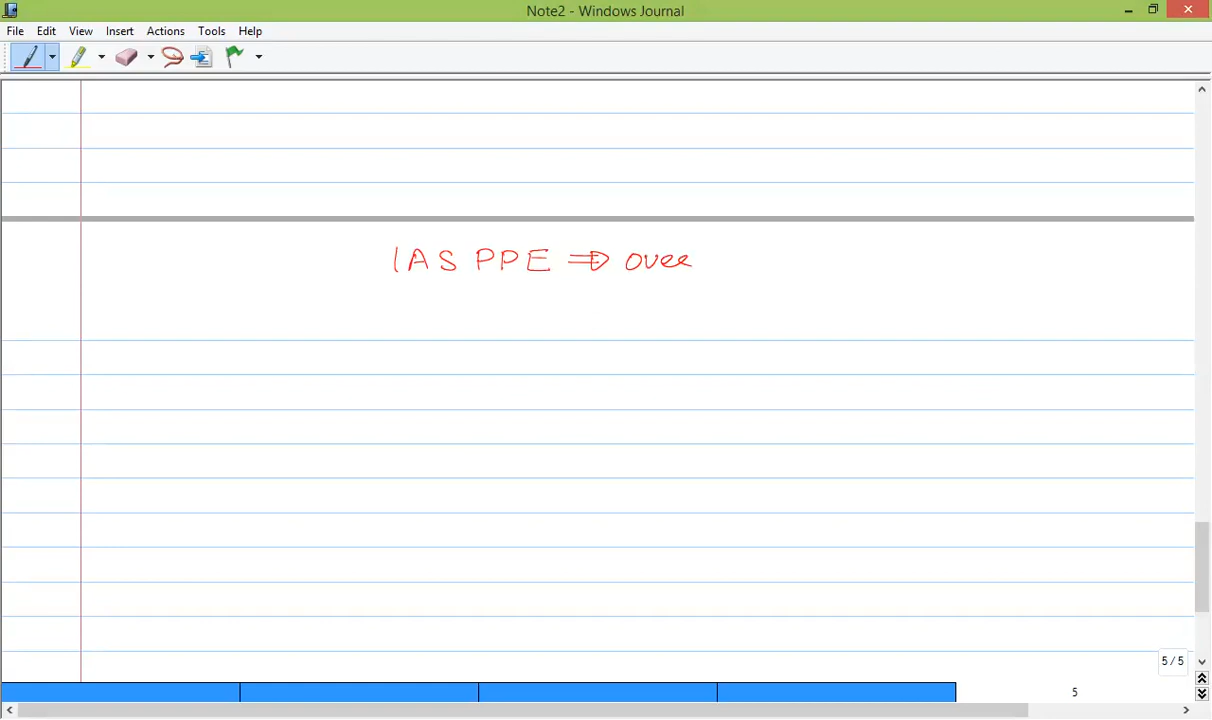 Note2 - Windows Journal
File Edit View Insert Actions Tools Help
IAS PPE ⇒ over
5 / 5
5